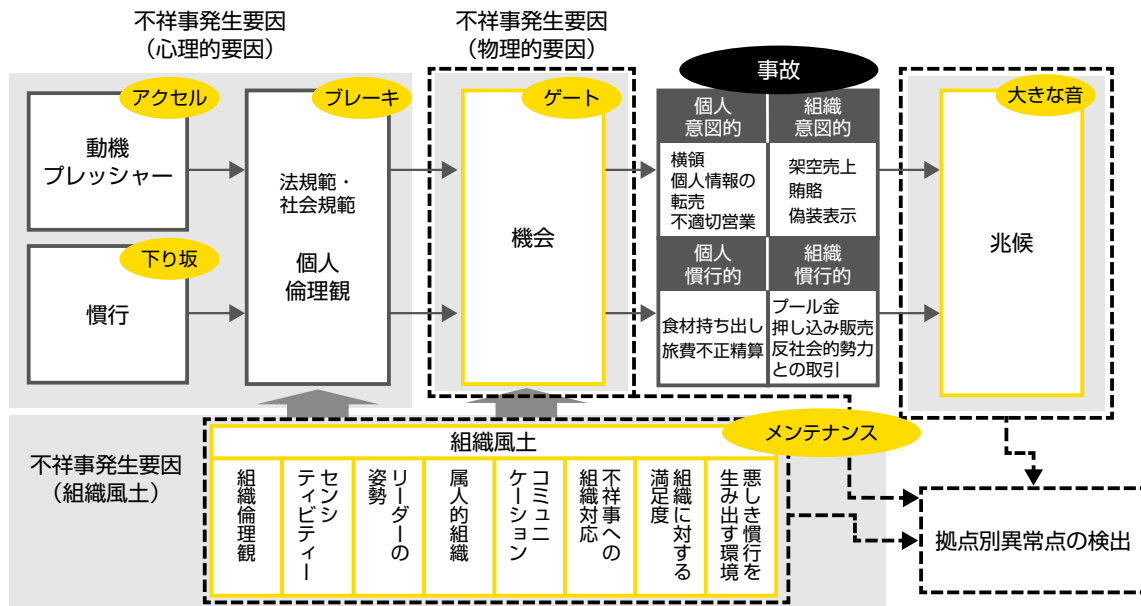 不祥事発生要因
（心理的要因）
不祥事発生要因
（物理的要因）
事故
アクセル
動機
プレッシャー
下り坂
慣行
ブレーキ
法規範・
社会規範
個人
倫理観
ゲート
機会
個人
意図的
組織
意図的
横領
個人情報の
転売
不適切営業
架空売上
賄賂
偽装表示
個人
慣行的
組織
慣行的
食材持ち出し
旅費不正精算
プール金
押し込み販売
反社会的勢力
との取引
大きな音
兆候
不祥事発生要因
（組織風土）
メンテナンス
組織風土
組織倫理観
センシ
ティビティー
リーダーの
姿勢
属人的組織
コミュニ
ケーション
不祥事への
組織対応
組織に対する
満足度
悪しき慣行を
生み出す環境
拠点別異常点の検出